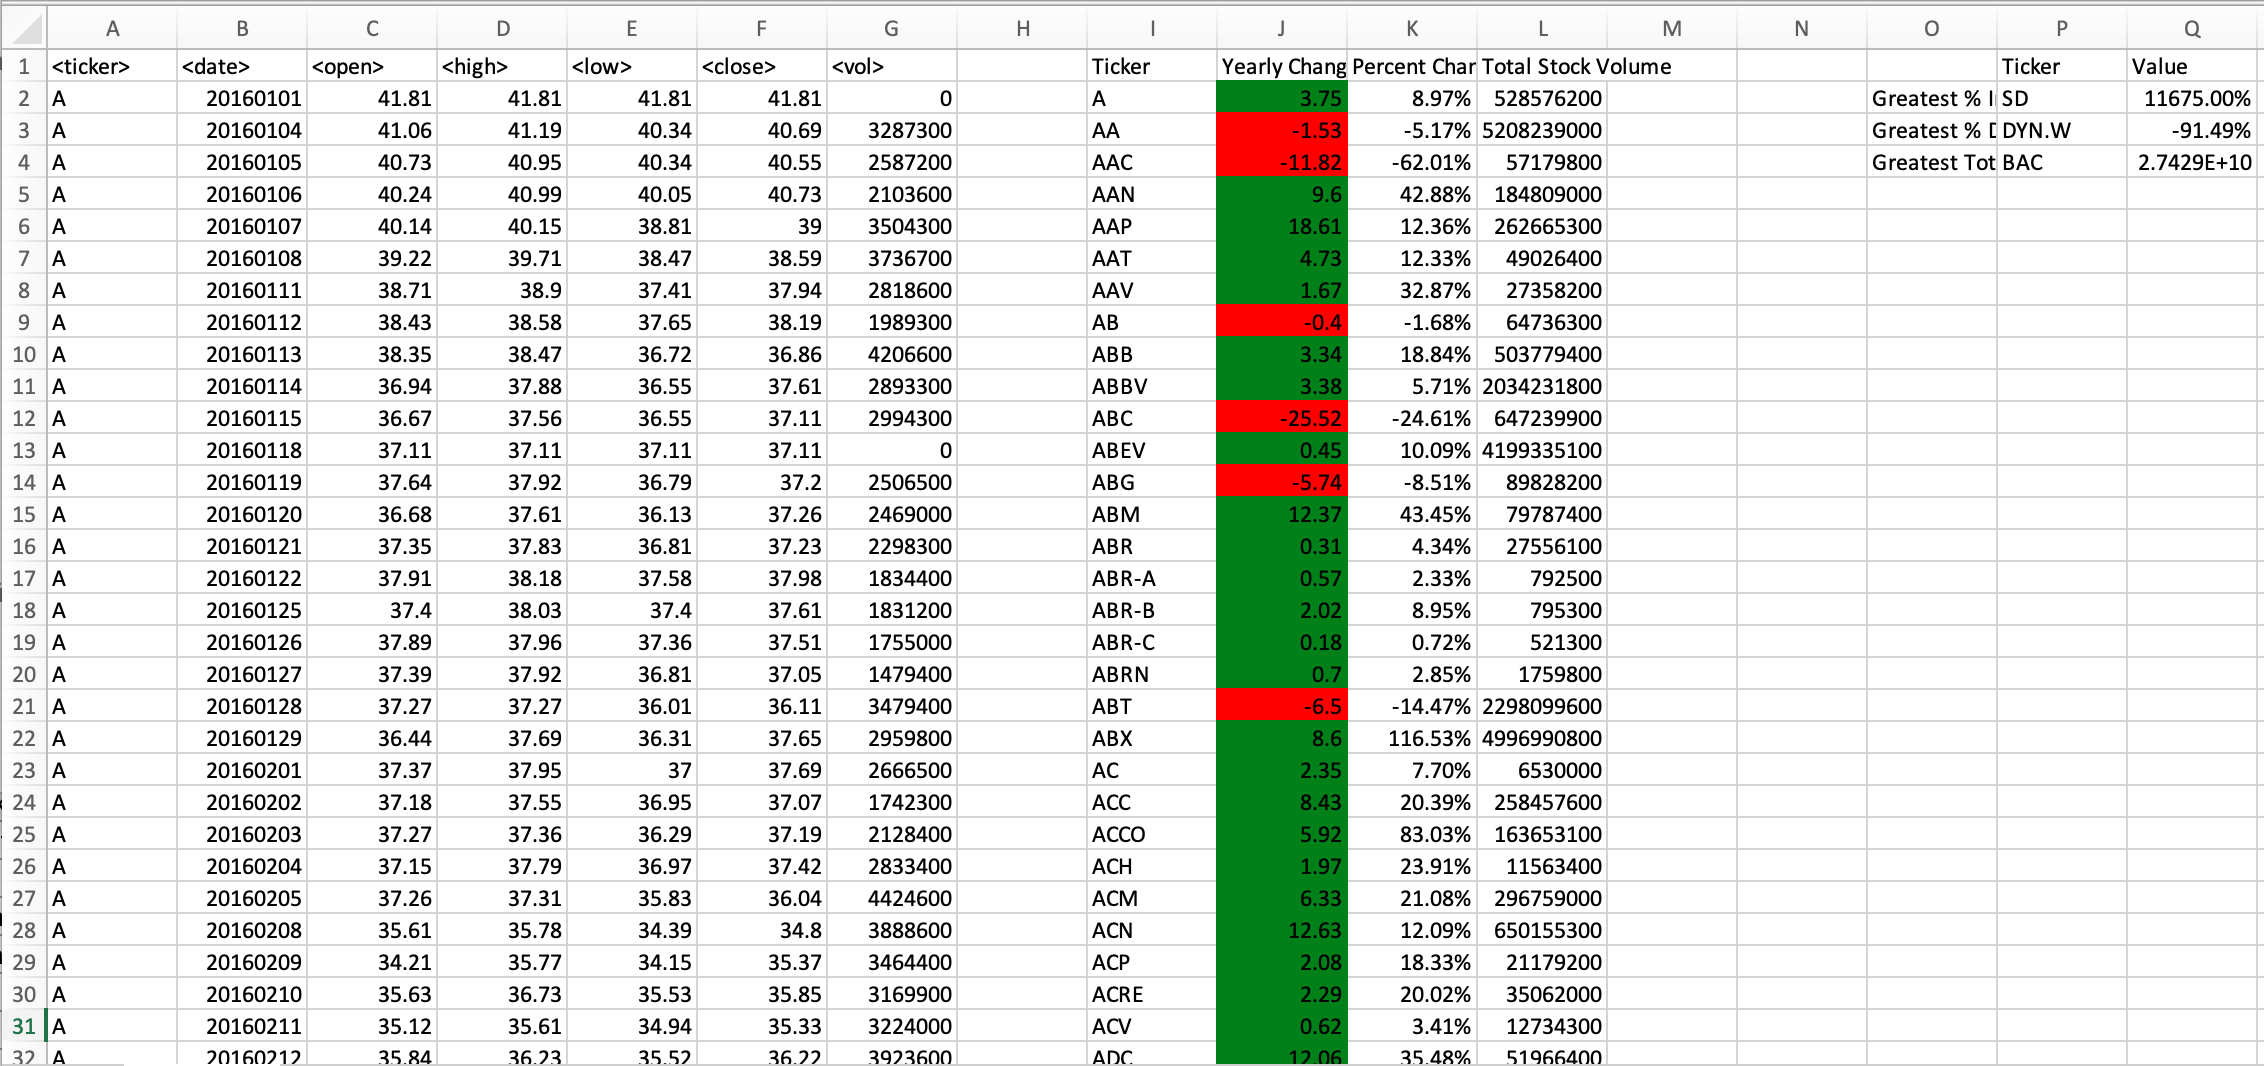 A B C D E F G H I J K L M N O P Q
1 <ticker> <date> <open> <high> <low> <close> <vol> Ticker Yearly Chang Percent Char Total Stock Volume Ticker Value
2 A 20160101 41.81 41.81 41.81 41.81 0 A 3.75 8.97% 528576200 Greatest % I SD 11675.00%
3 A 20160104 41.06 41.19 40.34 40.69 3287300 AA -1.53 -5.17% 5208239000 Greatest % D DYN.W -91.49%
4 A 20160105 40.73 40.95 40.34 40.55 2587200 AAC -11.82 -62.01% 57179800 Greatest Tot BAC 2.7429E+10
5 A 20160106 40.24 40.99 40.05 40.73 2103600 AAN 9.6 42.88% 184809000
6 A 20160107 40.14 40.15 38.81 39 3504300 AAP 18.61 12.36% 262665300
7 A 20160108 39.22 39.71 38.47 38.59 3736700 AAT 4.73 12.33% 49026400
8 A 20160111 38.71 38.9 37.41 37.94 2818600 AAV 1.67 32.87% 27358200
9 A 20160112 38.43 38.58 37.65 38.19 1989300 AB -0.4 -1.68% 64736300
10 A 20160113 38.35 38.47 36.72 36.86 4206600 ABB 3.34 18.84% 503779400
11 A 20160114 36.94 37.88 36.55 37.61 2893300 ABBV 3.38 5.71% 2034231800
12 A 20160115 36.67 37.56 36.55 37.11 2994300 ABC -25.52 -24.61% 647239900
13 A 20160118 37.11 37.11 37.11 37.11 0 ABEV 0.45 10.09% 4199335100
14 A 20160119 37.64 37.92 36.79 37.2 2506500 ABG -5.74 -8.51% 89828200
15 A 20160120 36.68 37.61 36.13 37.26 2469000 ABM 12.37 43.45% 79787400
16 A 20160121 37.35 37.83 36.81 37.23 2298300 ABR 0.31 4.34% 27556100
17 A 20160122 37.91 38.18 37.58 37.98 1834400 ABR-A 0.57 2.33% 792500
18 A 20160125 37.4 38.03 37.4 37.61 1831200 ABR-B 2.02 8.95% 795300
19 A 20160126 37.89 37.96 37.36 37.51 1755000 ABR-C 0.18 0.72% 521300
20 A 20160127 37.39 37.92 36.81 37.05 1479400 ABRN 0.7 2.85% 1759800
21 A 20160128 37.27 37.27 36.01 36.11 3479400 ABT -6.5 -14.47% 2298099600
22 A 20160129 36.44 37.69 36.31 37.65 2959800 ABX 8.6 116.53% 4996990800
23 A 20160201 37.37 37.95 37 37.69 2666500 AC 2.35 7.70% 6530000
24 A 20160202 37.18 37.55 36.95 37.07 1742300 ACC 8.43 20.39% 258457600
25 A 20160203 37.27 37.36 36.29 37.19 2128400 ACCO 5.92 83.03% 163653100
26 A 20160204 37.15 37.79 36.97 37.42 2833400 ACH 1.97 23.91% 11563400
27 A 20160205 37.26 37.31 35.83 36.04 4424600 ACM 6.33 21.08% 296759000
28 A 20160208 35.61 35.78 34.39 34.8 3888600 ACN 12.63 12.09% 650155300
29 A 20160209 34.21 35.77 34.15 35.37 3464400 ACP 2.08 18.33% 21179200
30 A 20160210 35.63 36.73 35.53 35.85 3169900 ACRE 2.29 20.02% 35062000
31 A 20160211 35.12 35.61 34.94 35.33 3224000 ACV 0.62 3.41% 12734300
32 A 20160212 35.84 36.23 35.52 36.22 3923600 ADC 12.06 35.48% 51966400